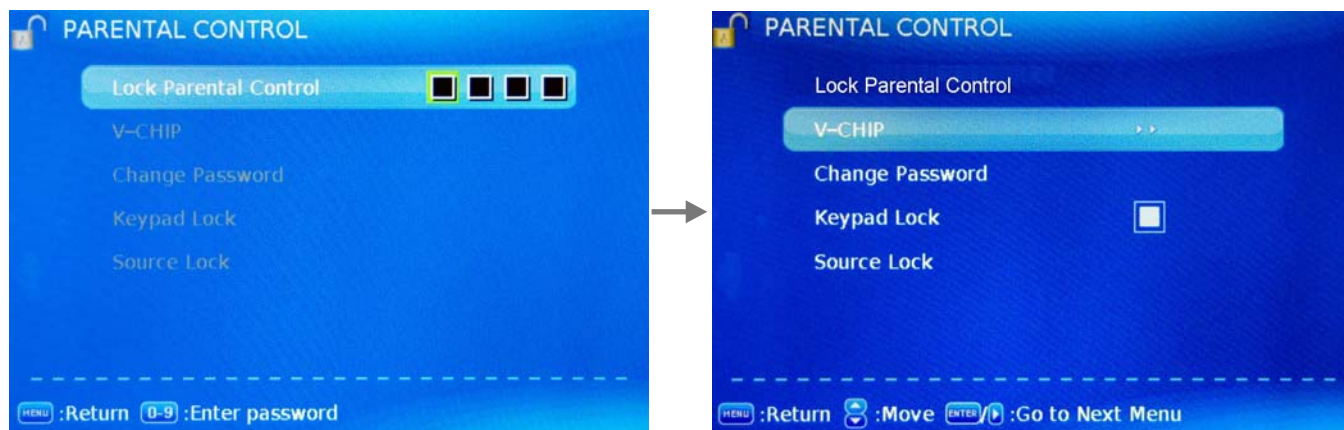 PARENTAL CONTROL
Lock Parental Control
V-CHIP
Change Password
Keypad Lock
Source Lock
MENU :Return 0-9 :Enter password
PARENTAL CONTROL
Lock Parental Control
V-CHIP
Change Password
Keypad Lock
Source Lock
MENU :Return :Move ENTER/ :Go to Next Menu